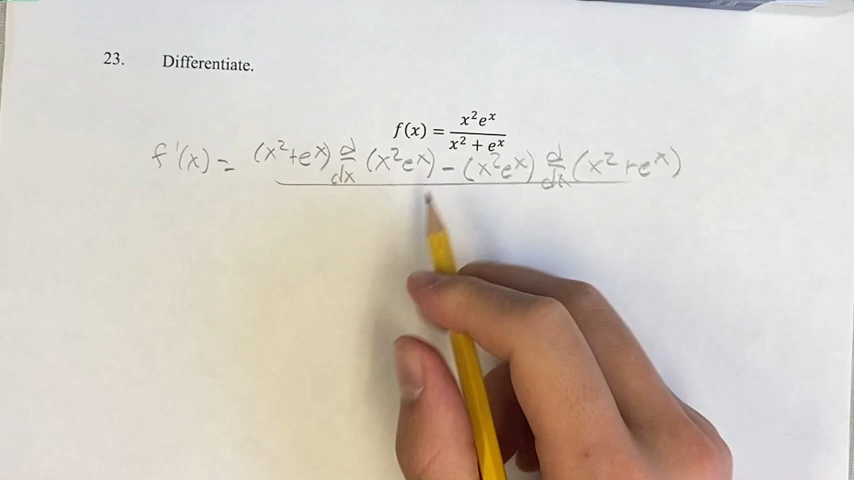 23. Differentiate.
f(x) = x²eˣ / x² + eˣ
f'(x) = (x²+eˣ) d/dx (x²eˣ) - (x²eˣ) d/dx (x²+eˣ)